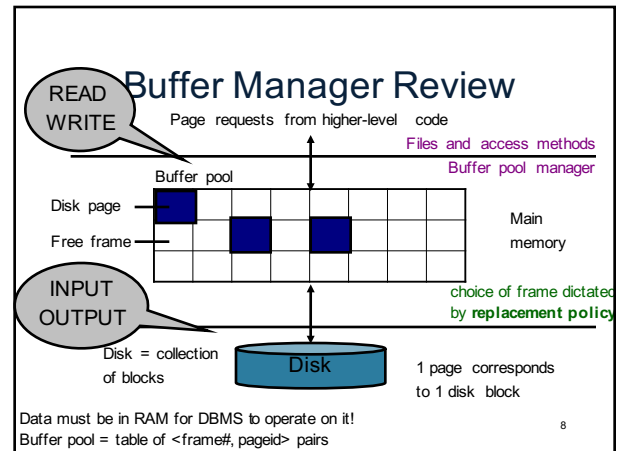 Buffer Manager Review
READ
WRITE
Page requests from higher-level code
Files and access methods
Buffer pool manager
Buffer pool
Disk page
Free frame
Main
memory
INPUT
OUTPUT
choice of frame dictated
by replacement policy
Disk = collection
of blocks
Disk
1 page corresponds
to 1 disk block
Data must be in RAM for DBMS to operate on it!
Buffer pool = table of <frame#, pageid> pairs
8